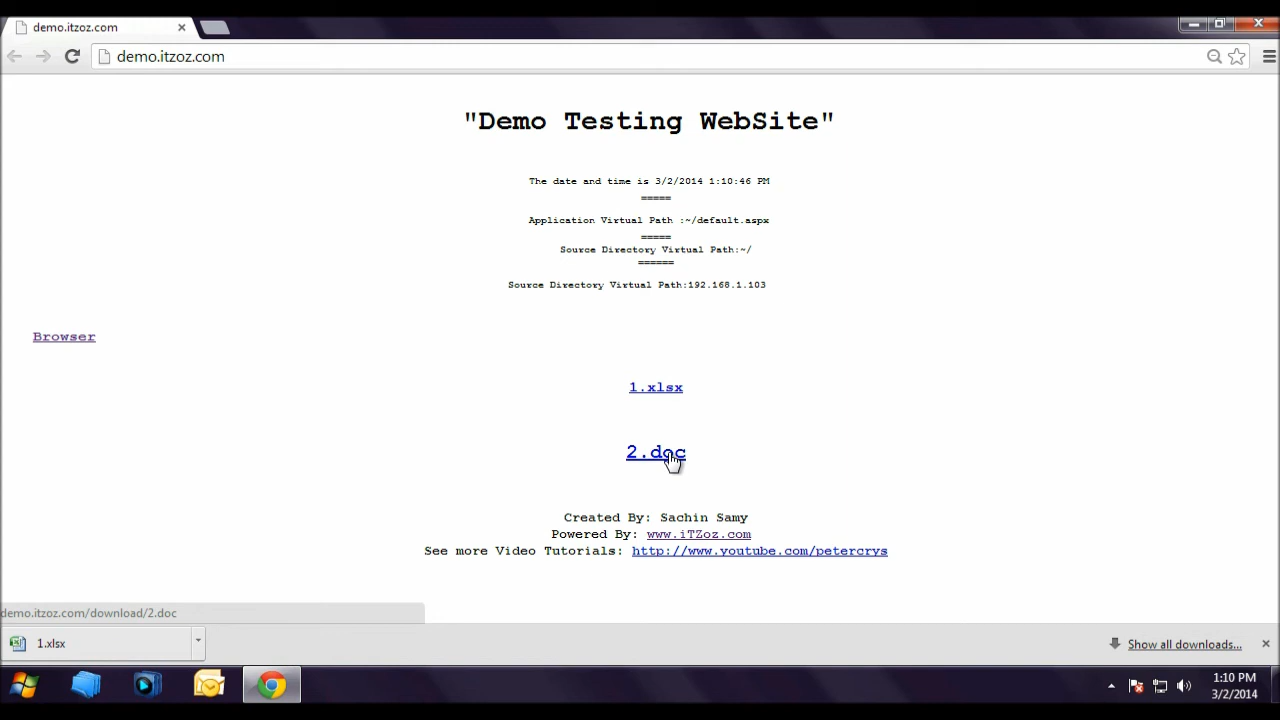 demo.itzoz.com
demo.itzoz.com
"Demo Testing WebSite"
The date and time is 3/2/2014 1:10:46 PM
=====
Application Virtual Path :~/default.aspx
=====
Source Directory Virtual Path:~/
======
Source Directory Virtual Path:192.168.1.103
Browser
1.xlsx
2.doc
Created By: Sachin Samy
Powered By: www.iTZoz.com
See more Video Tutorials: http://www.youtube.com/petercrys
demo.itzoz.com/download/2.doc
1.xlsx
Show all downloads...
1:10 PM
3/2/2014